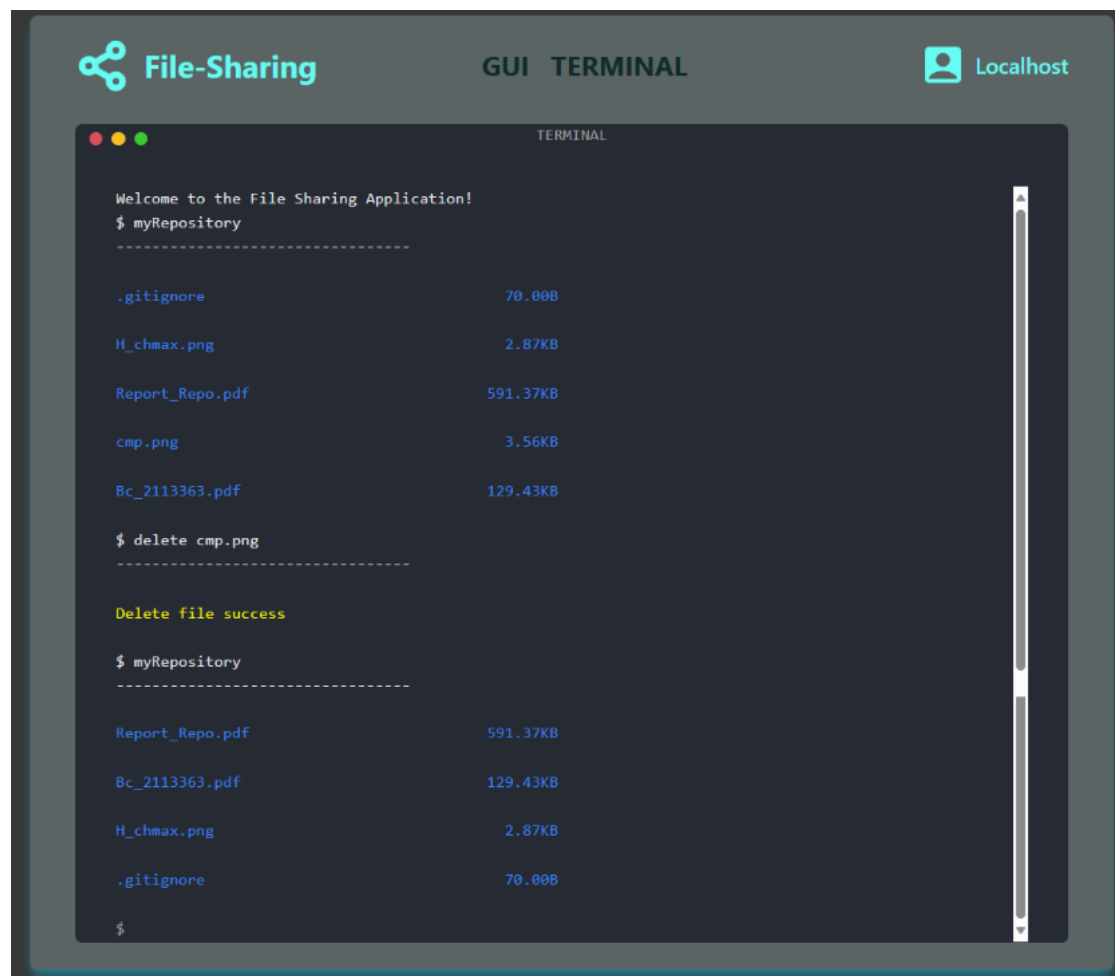 File-Sharing GUI TERMINAL Localhost
TERMINAL
Welcome to the File Sharing Application!
$ myRepository
---------------------------------
.gitignore 70.00B
H_chmax.png 2.87KB
Report_Repo.pdf 591.37KB
cmp.png 3.56KB
Bc_2113363.pdf 129.43KB
$ delete cmp.png
---------------------------------
Delete file success
$ myRepository
---------------------------------
Report_Repo.pdf 591.37KB
Bc_2113363.pdf 129.43KB
H_chmax.png 2.87KB
.gitignore 70.00B
$